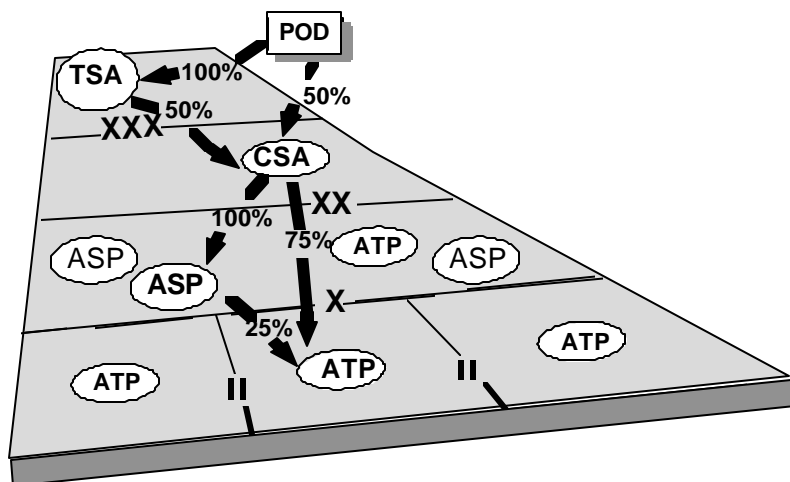 POD
TSA
100%
50%
50%
XXX
CSA
XX
100%
75%
ATP
ASP
ASP
ASP
X
25%
ATP
ATP
ATP
II
II